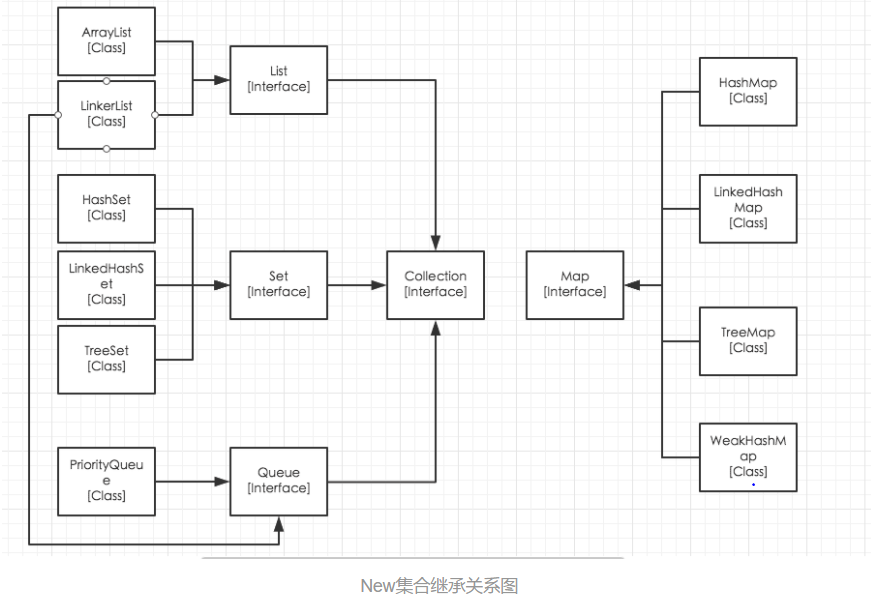 ArrayList
[Class]
LinkerList
[Class]
List
[Interface]
HashSet
[Class]
LinkedHashS
et
[Class]
TreeSet
[Class]
Set
[Interface]
Collection
[Interface]
PriorityQueu
e
[Class]
Queue
[Interface]
Map
[Interface]
HashMap
[Class]
LinkedHash
Map
[Class]
TreeMap
[Class]
WeakHashM
ap
[Class]
New集合继承关系图